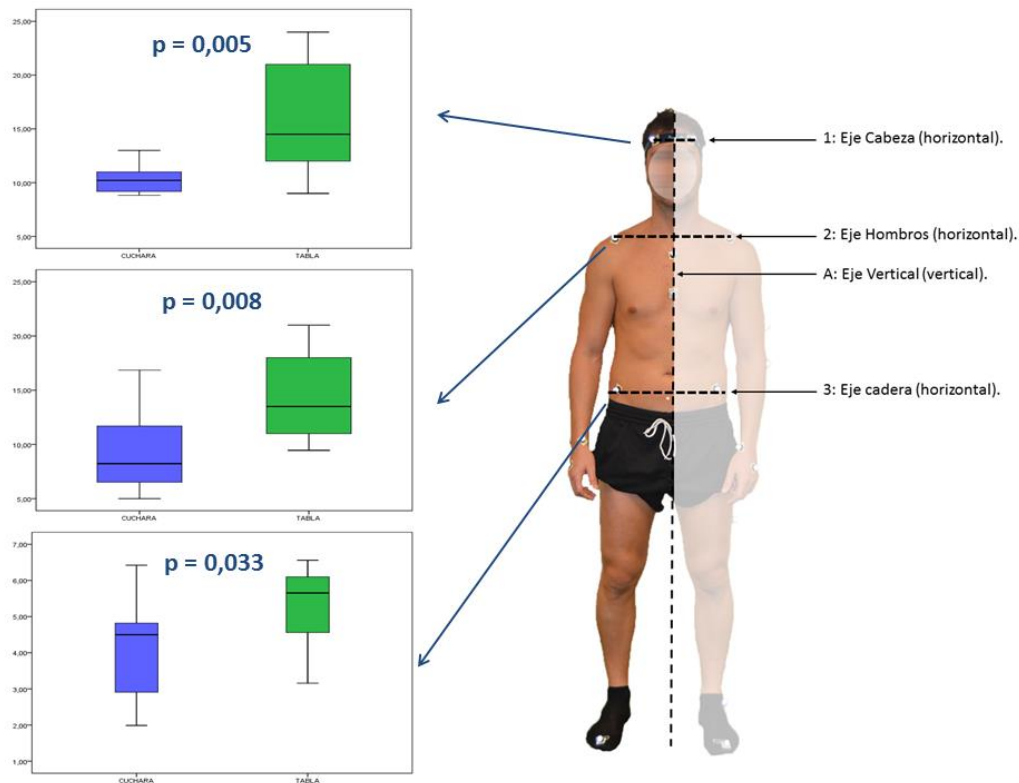 25,00
p = 0,005
20,00
15,00
10,00
5,00
CUCHARA TABLA
25,00
p = 0,008
20,00
15,00
10,00
5,00
CUCHARA TABLA
7,00
p = 0,033
6,00
5,00
4,00
3,00
2,00
1,00
CUCHARA TABLA
1: Eje Cabeza (horizontal).
2: Eje Hombros (horizontal).
A: Eje Vertical (vertical).
3: Eje cadera (horizontal).